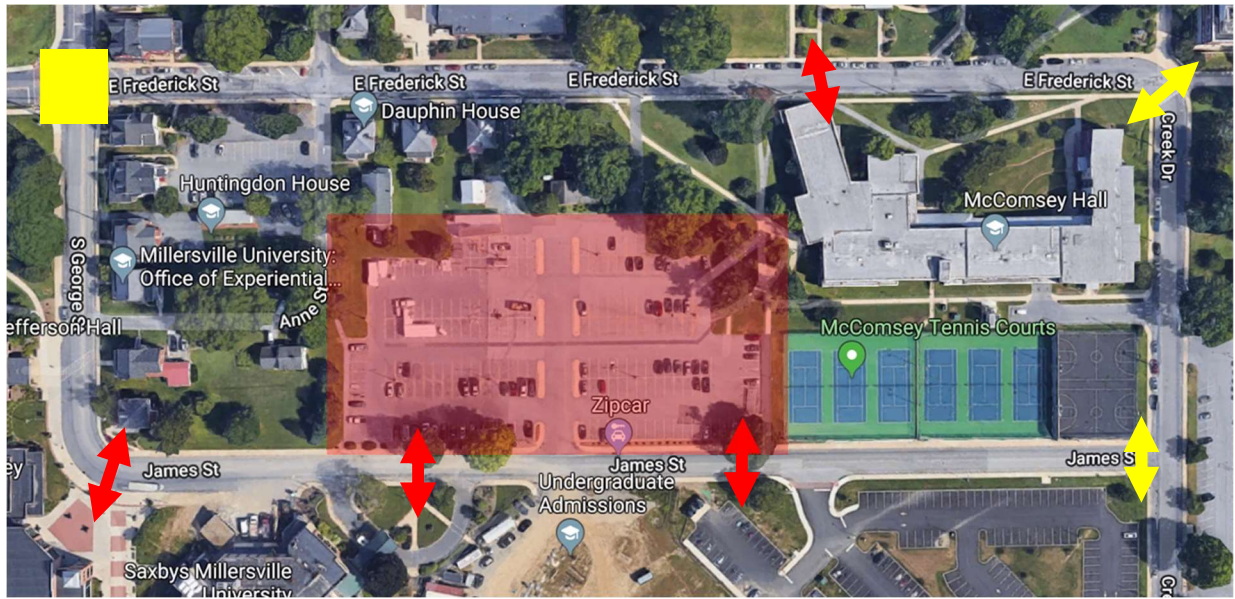 E Frederick St
E Frederick St
E Frederick St
E Frederick St
Dauphin House
Creek Dr
Huntingdon House
McComsey Hall
S George St
Millersville University:
Office of Experiential...
Anne St
efferson Hall
McComsey Tennis Courts
Zipcar
ey
James St
James St
James S
Undergraduate
Admissions
Saxbys Millersville
University
Cr